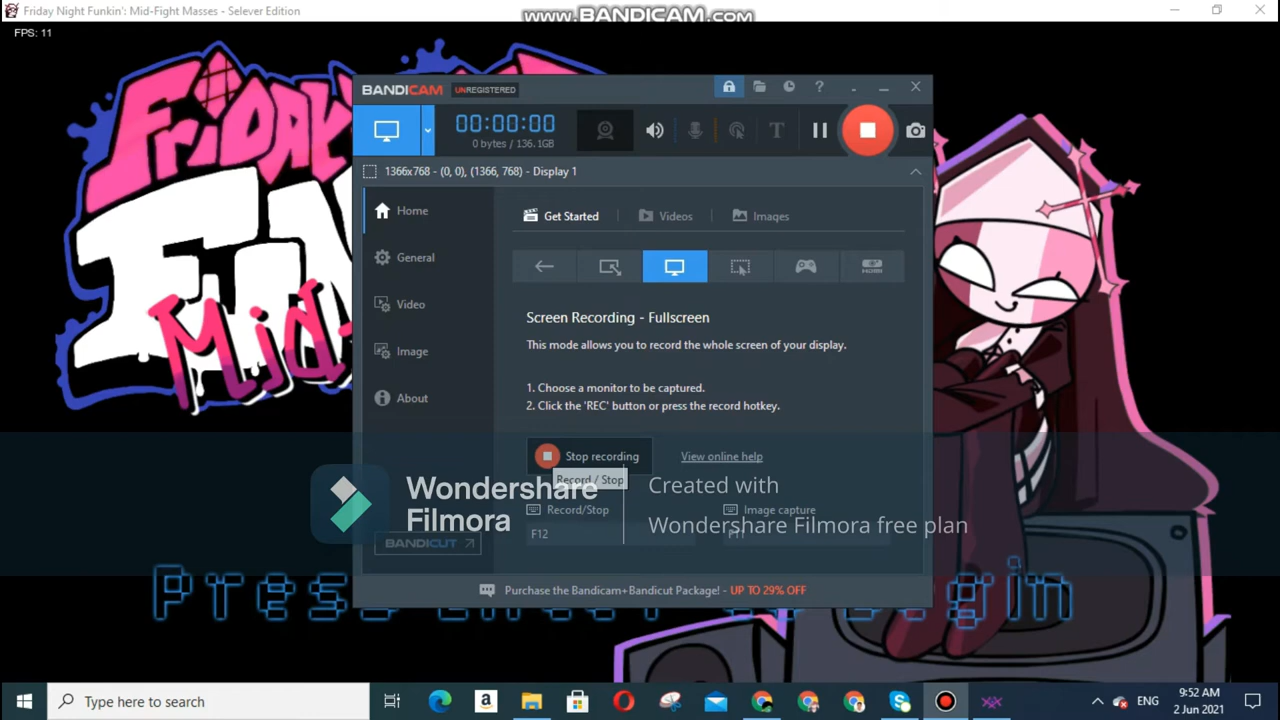 Friday Night Funkin': Mid-Fight Masses - Selever Edition
www.BANDICAM.com
FPS: 11
FRiDAY
Mid-
BANDICAM UNREGISTERED
00:00:00
0 bytes / 136.1GB
1366x768 - (0, 0), (1366, 768) - Display 1
Home
General
Video
Image
About
Get Started
Videos
Images
HDMI
Screen Recording - Fullscreen
This mode allows you to record the whole screen of your display.
1. Choose a monitor to be captured.
2. Click the 'REC' button or press the record hotkey.
Stop recording
View online help
Record / Stop
Wondershare
Filmora
Created with
Wondershare Filmora free plan
Record/Stop
Image capture
F12
F11
BANDICUT
Purchase the Bandicam+Bandicut Package! - UP TO 29% OFF
Type here to search
ENG
9:52 AM
2 Jun 2021